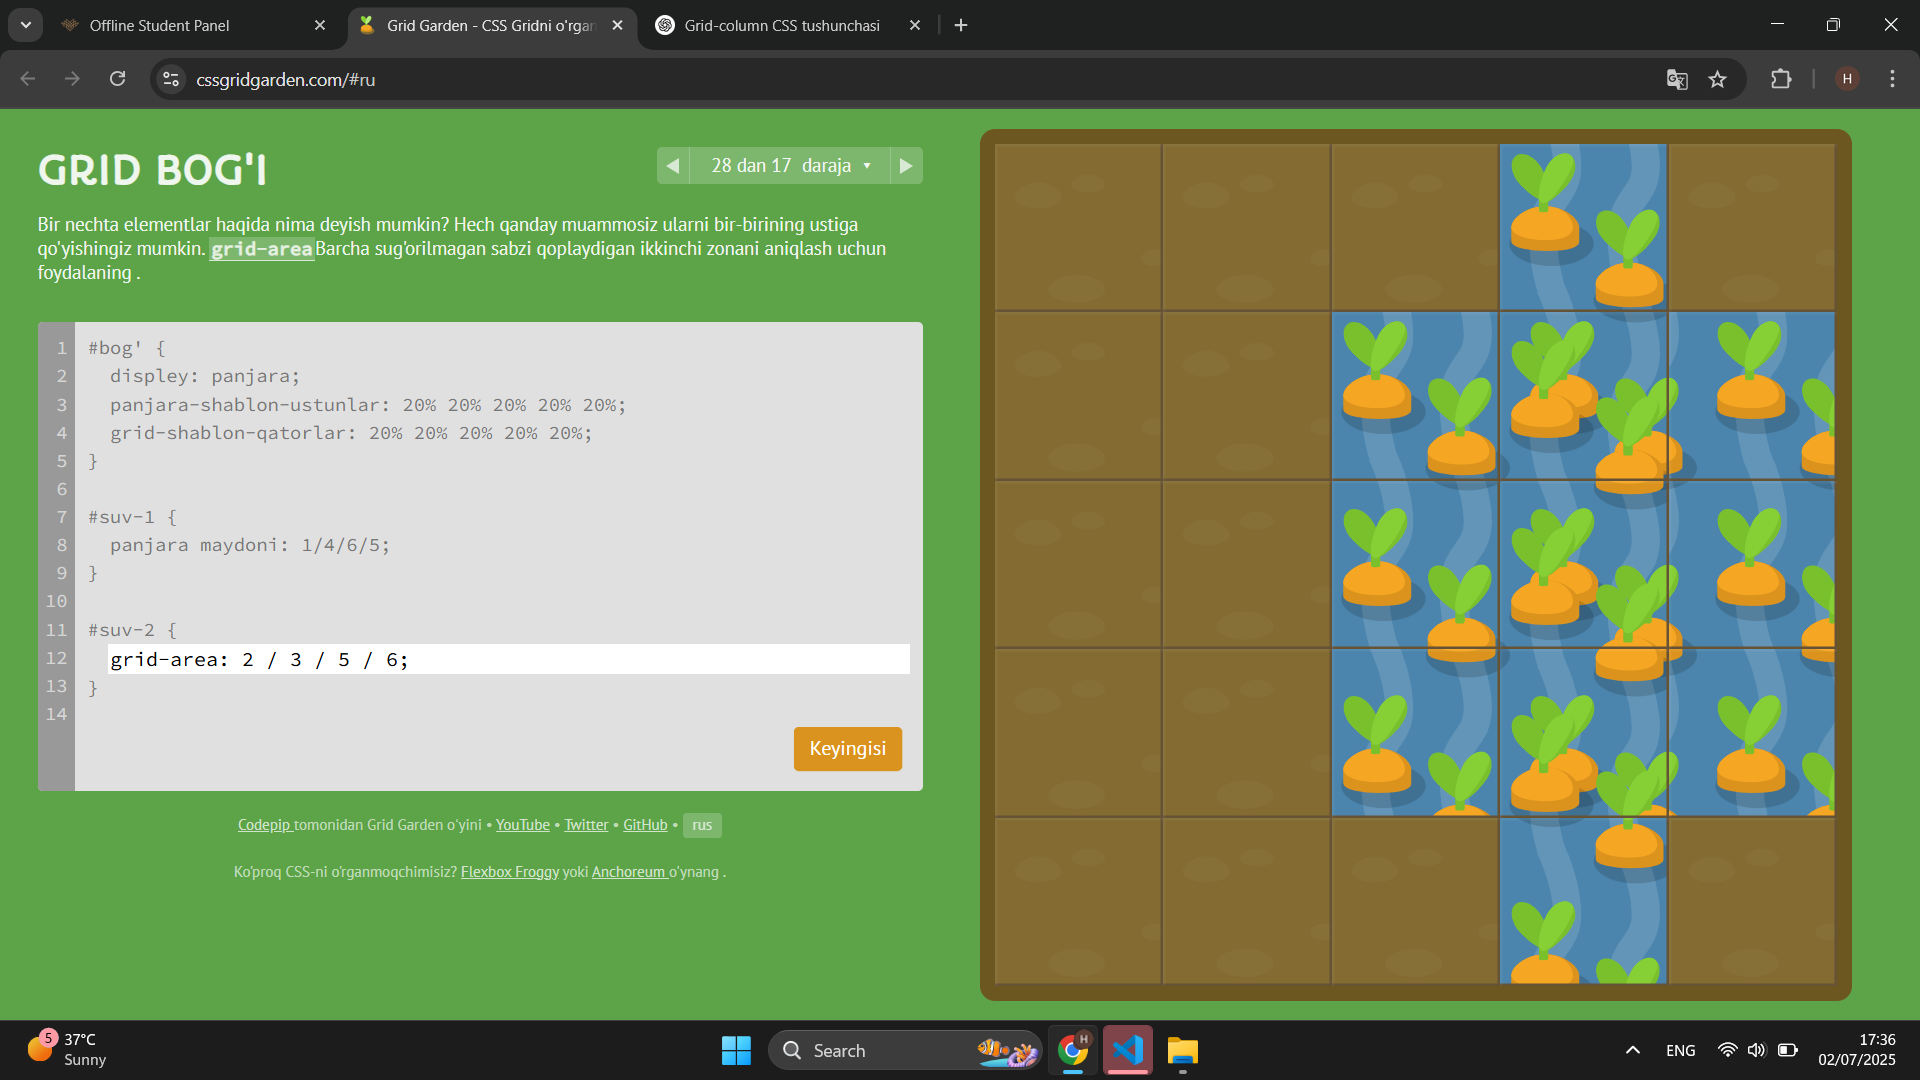 Offline Student Panel
Grid Garden - CSS Gridni o'rgan
Grid-column CSS tushunchasi
cssgridgarden.com/#ru
H
GRID BOG'I
28 dan 17 daraja
Bir nechta elementlar haqida nima deyish mumkin? Hech qanday muammosiz ularni bir-birining ustiga
qo'yishingiz mumkin. grid-area Barcha sug'orilmagan sabzi qoplaydigan ikkinchi zonani aniqlash uchun
foydalaning .
1 #bog' {
2 displey: panjara;
3 panjara-shablon-ustunlar: 20% 20% 20% 20% 20%;
4 grid-shablon-qatorlar: 20% 20% 20% 20% 20%;
5 }
6
7 #suv-1 {
8 panjara maydoni: 1/4/6/5;
9 }
10
11 #suv-2 {
12 grid-area: 2 / 3 / 5 / 6;
13 }
14
Keyingisi
Codepip tomonidan Grid Garden o'yini • YouTube • Twitter • GitHub • rus
Ko'proq CSS-ni o'rganmoqchimisiz? Flexbox Froggy yoki Anchoreum o'ynang .
5
37°C
Sunny
Search
H
ENG
17:36
02/07/2025